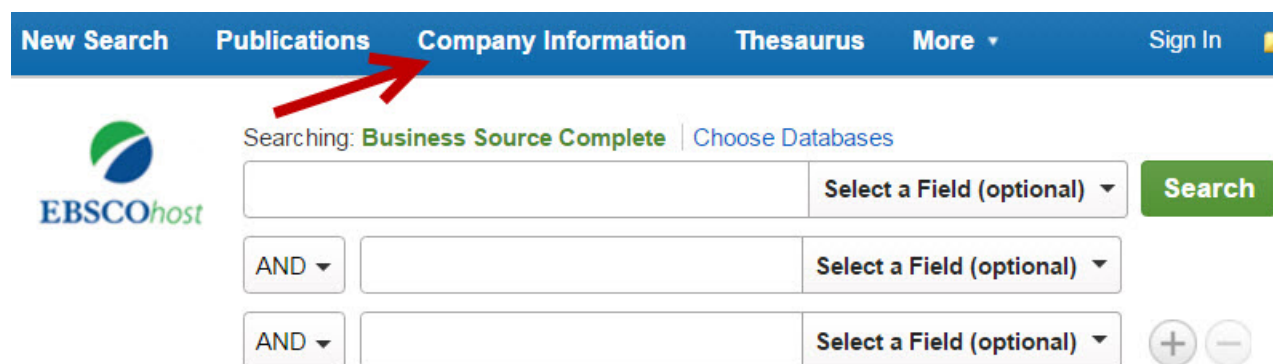 New Search Publications Company Information Thesaurus More Sign In
Searching: Business Source Complete Choose Databases
Select a Field (optional) Search
EBSCOhost
AND Select a Field (optional)
AND Select a Field (optional)